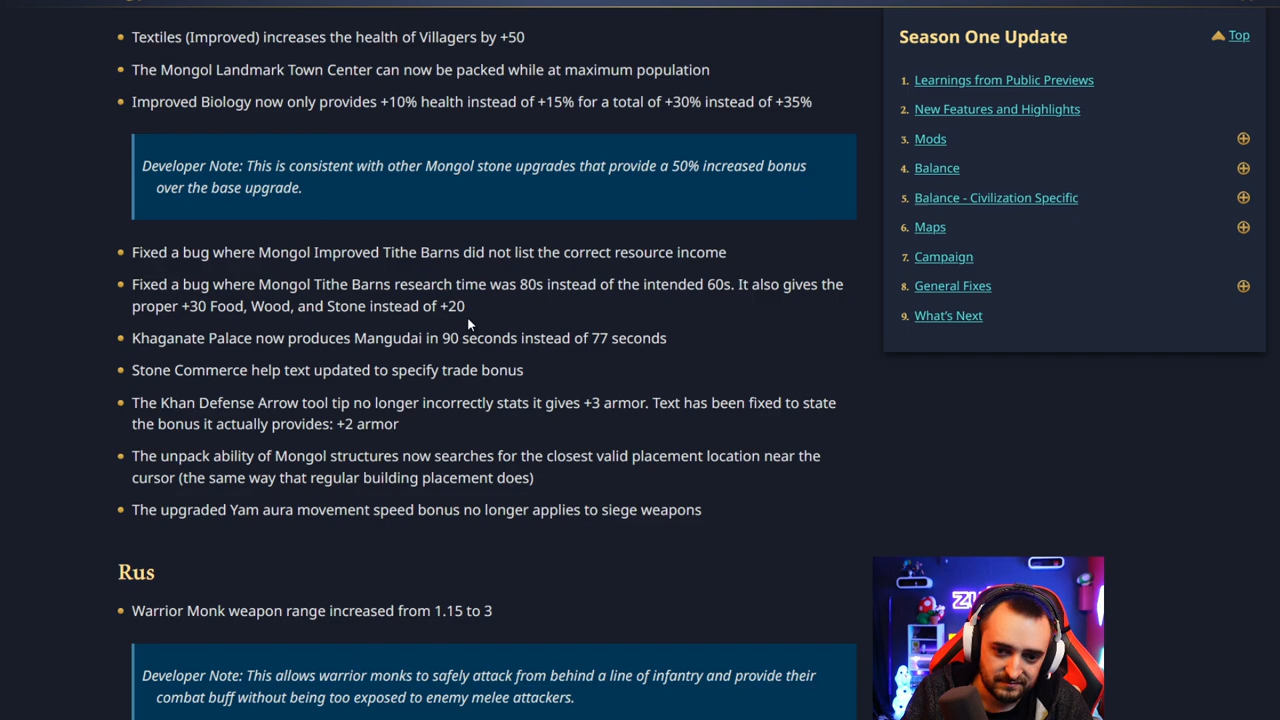 Textiles (Improved) increases the health of Villagers by +50
The Mongol Landmark Town Center can now be packed while at maximum population
Improved Biology now only provides +10% health instead of +15% for a total of +30% instead of +35%
Developer Note: This is consistent with other Mongol stone upgrades that provide a 50% increased bonus
over the base upgrade.
Fixed a bug where Mongol Improved Tithe Barns did not list the correct resource income
Fixed a bug where Mongol Tithe Barns research time was 80s instead of the intended 60s. It also gives the
proper +30 Food, Wood, and Stone instead of +20
Khaganate Palace now produces Mangudai in 90 seconds instead of 77 seconds
Stone Commerce help text updated to specify trade bonus
The Khan Defense Arrow tool tip no longer incorrectly stats it gives +3 armor. Text has been fixed to state
the bonus it actually provides: +2 armor
The unpack ability of Mongol structures now searches for the closest valid placement location near the
cursor (the same way that regular building placement does)
The upgraded Yam aura movement speed bonus no longer applies to siege weapons
Rus
Warrior Monk weapon range increased from 1.15 to 3
Developer Note: This allows warrior monks to safely attack from behind a line of infantry and provide their
combat buff without being too exposed to enemy melee attackers.
Season One Update
Top
1. Learnings from Public Previews
2. New Features and Highlights
3. Mods
4. Balance
5. Balance - Civilization Specific
6. Maps
7. Campaign
8. General Fixes
9. What's Next